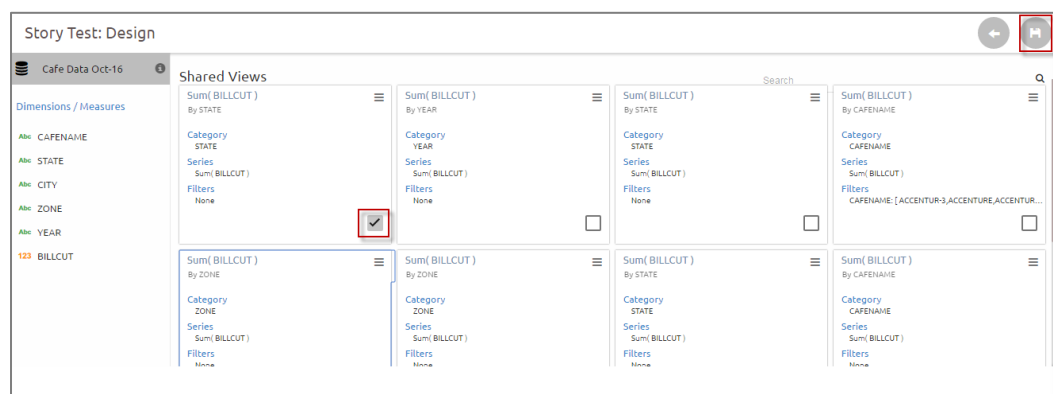 Story Test: Design
Cafe Data Oct-16
Dimensions / Measures
Abc CAFENAME
Abc STATE
Abc CITY
Abc ZONE
Abc YEAR
123 BILLCUT
Shared Views
Search
Sum( BILLCUT )
By STATE
Category
STATE
Series
Sum( BILLCUT )
Filters
None
Sum( BILLCUT )
By YEAR
Category
YEAR
Series
Sum( BILLCUT )
Filters
None
Sum( BILLCUT )
By STATE
Category
STATE
Series
Sum( BILLCUT )
Filters
None
Sum( BILLCUT )
By CAFENAME
Category
CAFENAME
Series
Sum( BILLCUT )
Filters
CAFENAME: [ ACCENTUR-3,ACCENTURE,ACCENTUR...
Sum( BILLCUT )
By ZONE
Category
ZONE
Series
Sum( BILLCUT )
Filters
None
Sum( BILLCUT )
By ZONE
Category
ZONE
Series
Sum( BILLCUT )
Filters
None
Sum( BILLCUT )
By STATE
Category
STATE
Series
Sum( BILLCUT )
Filters
None
Sum( BILLCUT )
By CAFENAME
Category
CAFENAME
Series
Sum( BILLCUT )
Filters
None